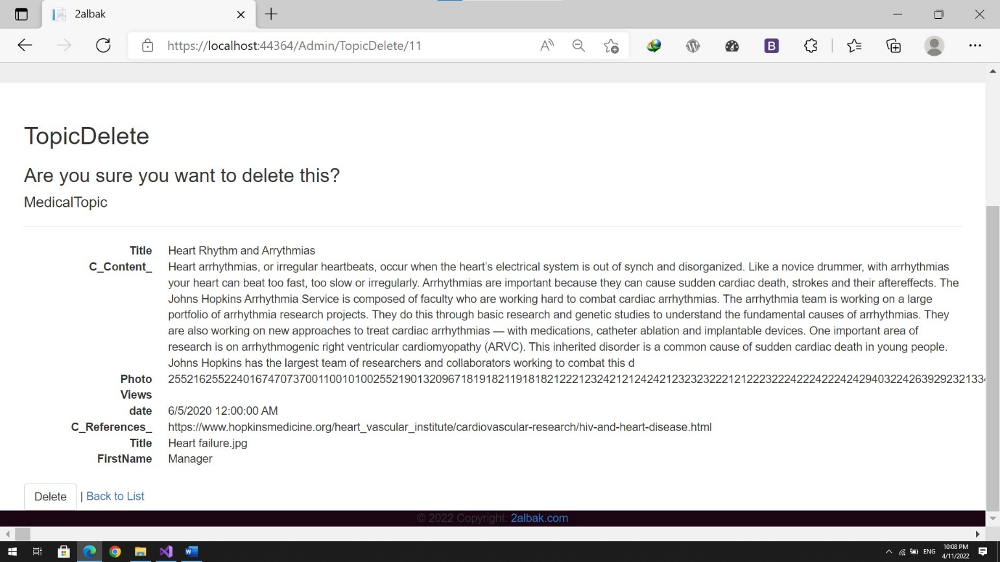 2albak
https://localhost:44364/Admin/TopicDelete/11
TopicDelete
Are you sure you want to delete this?
MedicalTopic
Title Heart Rhythm and Arrythmias
C_Content_ Heart arrhythmias, or irregular heartbeats, occur when the heart’s electrical system is out of synch and disorganized. Like a novice drummer, with arrhythmias
your heart can beat too fast, too slow or irregularly. Arrhythmias are important because they can cause sudden cardiac death, strokes and their aftereffects. The
Johns Hopkins Arrhythmia Service is composed of faculty who are working hard to combat cardiac arrhythmias. The arrhythmia team is working on a large
portfolio of arrhythmia research projects. They do this through basic research and genetic studies to understand the fundamental causes of arrhythmias. They
are also working on new approaches to treat cardiac arrhythmias — with medications, catheter ablation and implantable devices. One important area of
research is on arrhythmogenic right ventricular cardiomyopathy (ARVC). This inherited disorder is a common cause of sudden cardiac death in young people.
Johns Hopkins has the largest team of researchers and collaborators working to combat this d
Photo
Views
date 6/5/2020 12:00:00 AM
C_References_ https://www.hopkinsmedicine.org/heart_vascular_institute/cardiovascular-research/hiv-and-heart-disease.html
Title Heart failure.jpg
FirstName Manager
Delete | Back to List
© 2022 Copyright: 2albak.com
ENG 10:08 PM
4/11/2022